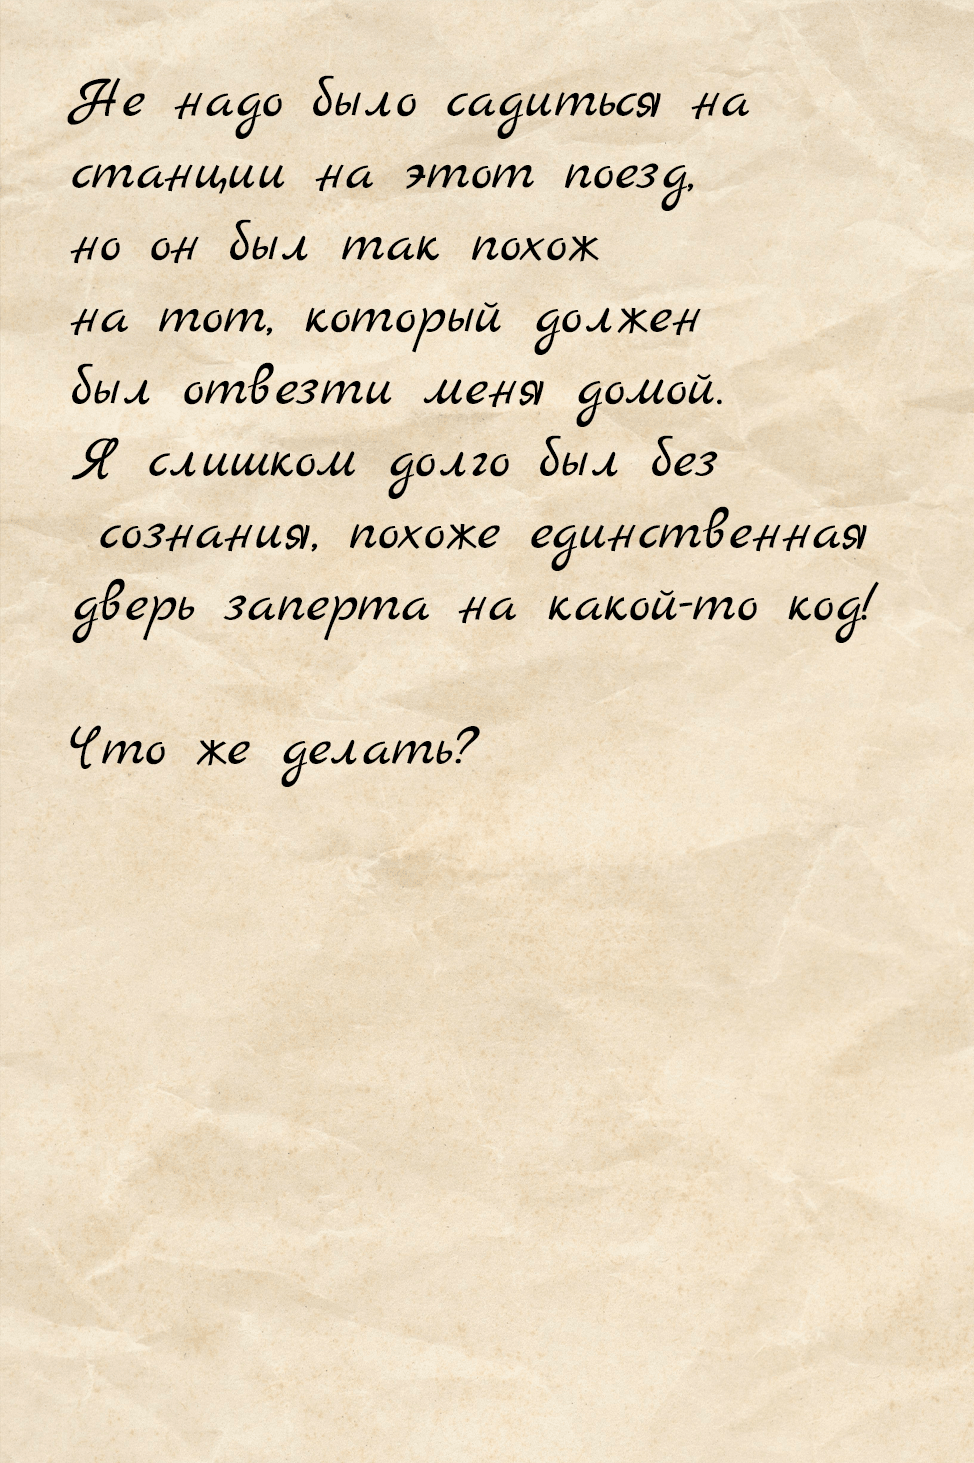 Не надо было садиться на
станции на этот поезд,
но он был так похож
на тот, который должен
был отвезти меня домой.
Я слишком долго был без
сознания, похоже единственная
дверь заперта на какой-то код!
Что же делать?